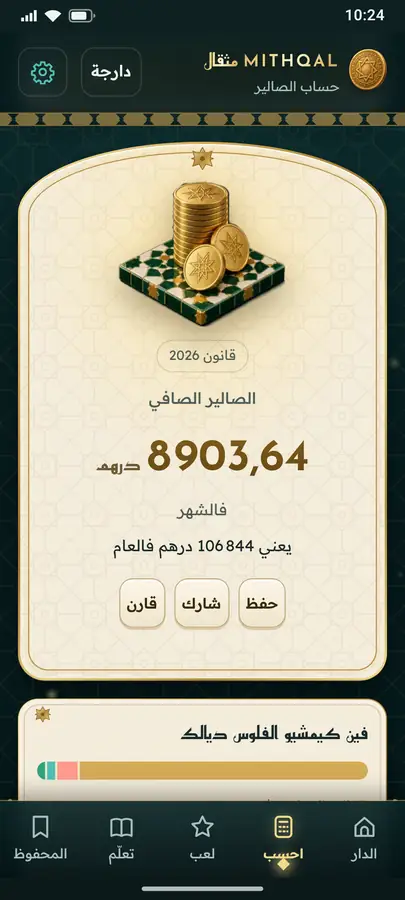 10:24
MITHQAL مثقال
حساب الصالير
دارجة
قانون 2026
الصالير الصافي
8903,64 درهم
فالشهر
يعني 106 844 درهم فالعام
حفظ
شارك
قارن
فين كيمشيو الفلوس ديالك
الدار
احسب
لعب
تعلّم
المحفوظ